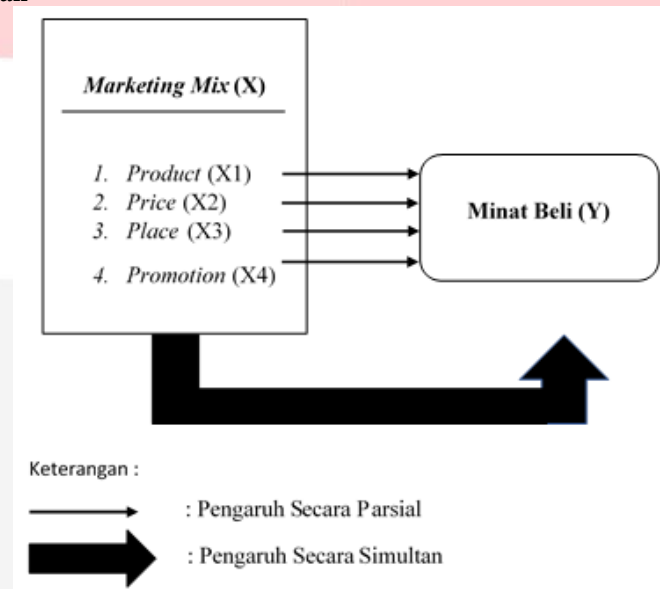 Marketing Mix (X)
1. Product (X1)
2. Price (X2)
3. Place (X3)
4. Promotion (X4)
Minat Beli (Y)
Keterangan :
: Pengaruh Secara Parsial
: Pengaruh Secara Simultan